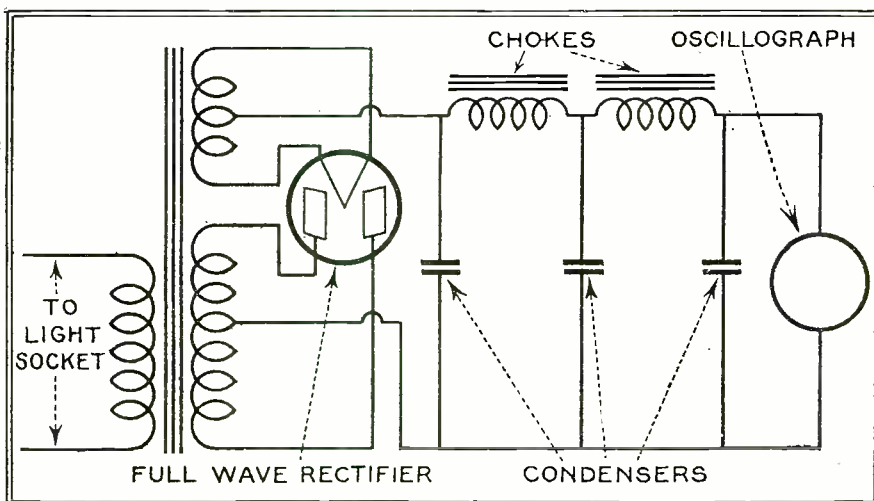 CHOKES
OSCILLOGRAPH
TO
LIGHT
SOCKET
FULL WAVE RECTIFIER
CONDENSERS